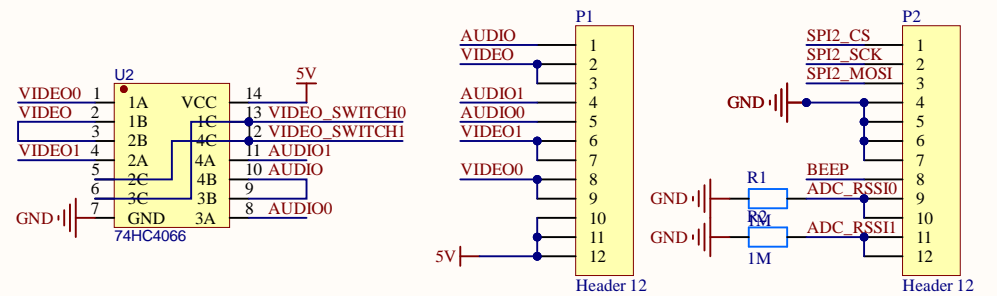 U2
5V
VIDEO0 1 1A VCC 14
VIDEO 2 1B 1C 13 VIDEO_SWITCH0
3 2B 4C 12 VIDEO_SWITCH1
VIDEO1 4 2A 4A 11 AUDIO1
5 2C 4B 10 AUDIO
6 3C 3B 9
GND 7 GND 3A 8 AUDIO0
74HC4066
P1
AUDIO 1
VIDEO 2
3
AUDIO1 4
AUDIO0 5
VIDEO1 6
7
VIDEO0 8
9
10
11
5V 12
Header 12
P2
SPI2_CS 1
SPI2_SCK 2
SPI2_MOSI 3
GND 4
5
6
7
BEEP 8
GND R1 1M ADC_RSSI0 9
10
GND R2 1M ADC_RSSI1 11
12
Header 12